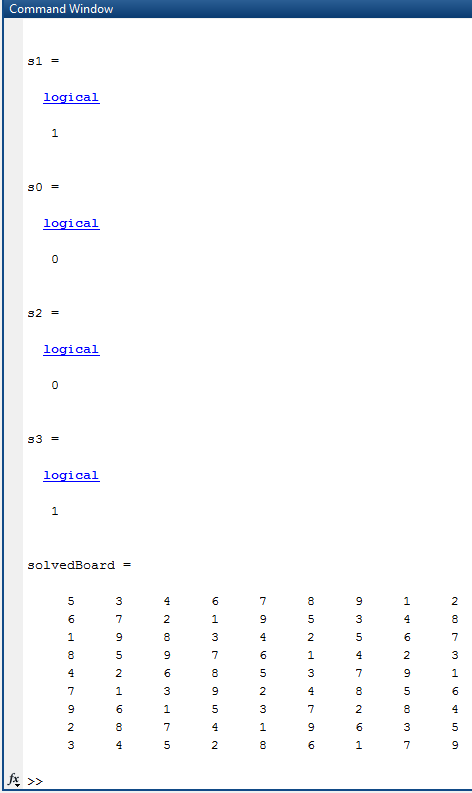 Command Window
s1 =
logical
1
s0 =
logical
0
s2 =
logical
0
s3 =
logical
1
solvedBoard =
5 3 4 6 7 8 9 1 2
6 7 2 1 9 5 3 4 8
1 9 8 3 4 2 5 6 7
8 5 9 7 6 1 4 2 3
4 2 6 8 5 3 7 9 1
7 1 3 9 2 4 8 5 6
9 6 1 5 3 7 2 8 4
2 8 7 4 1 9 6 3 5
3 4 5 2 8 6 1 7 9
fx >>